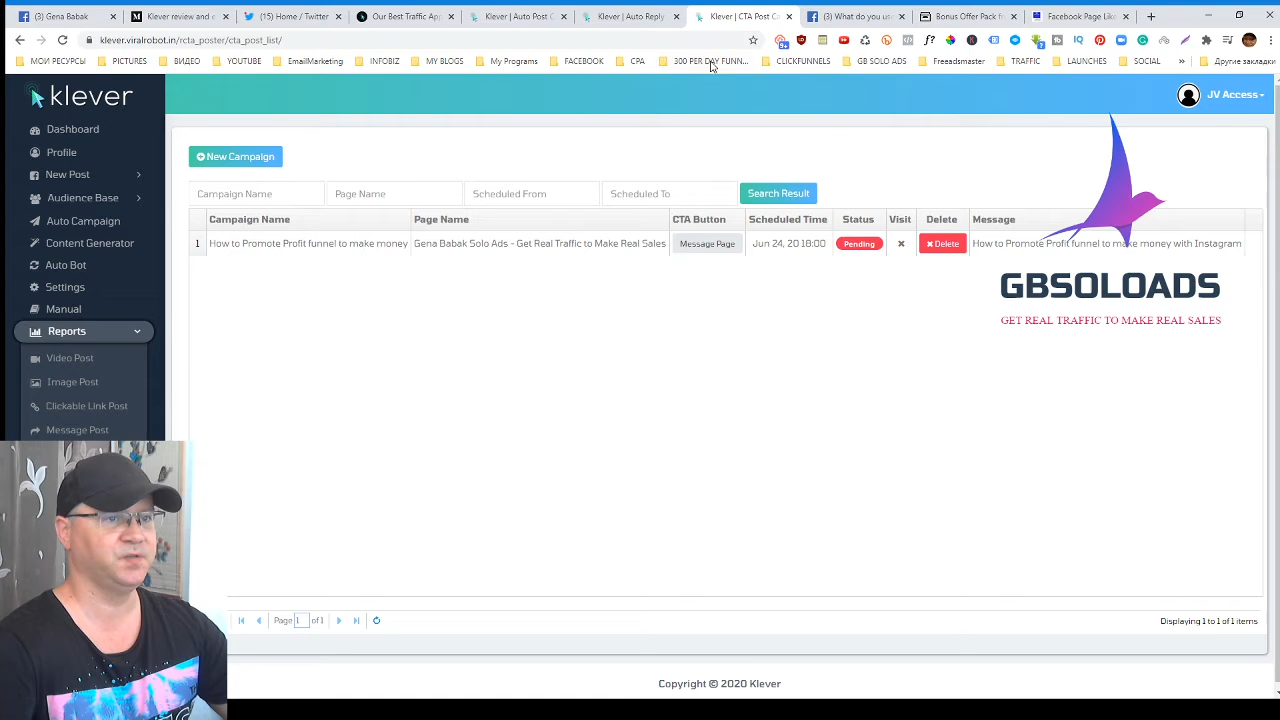 (3) Gena Babak
Klever review and e
(15) Home / Twitter
Our Best Traffic App
Klever | Auto Post C
Klever | Auto Reply
Klever | CTA Post Ca
(3) What do you use
Bonus Offer Pack fr
Facebook Page Like
klever.viralrobot.in/rcta_poster/cta_post_list/
МОИ РЕСУРСЫ
PICTURES
ВИДЕО
YOUTUBE
EmailMarketing
INFOBIZ
MY BLOGS
My Programs
FACEBOOK
CPA
300 PER DAY FUNN...
CLICKFUNNELS
GB SOLO ADS
Freeadsmaster
TRAFFIC
LAUNCHES
SOCIAL
Другие закладки
klever
JV Access
Dashboard
Profile
New Post
Audience Base
Auto Campaign
Content Generator
Auto Bot
Settings
Manual
Reports
Video Post
Image Post
Clickable Link Post
Message Post
New Campaign
Campaign Name
Page Name
Scheduled From
Scheduled To
Search Result
Campaign Name Page Name CTA Button Scheduled Time Status Visit Delete Message
1 How to Promote Profit funnel to make money Gena Babak Solo Ads - Get Real Traffic to Make Real Sales Message Page Jun 24, 20 18:00 Pending Delete How to Promote Profit funnel to make money with Instagram
GBSOLOADS
GET REAL TRAFFIC TO MAKE REAL SALES
Page 1 of 1
Displaying 1 to 1 of 1 items
Copyright © 2020 Klever